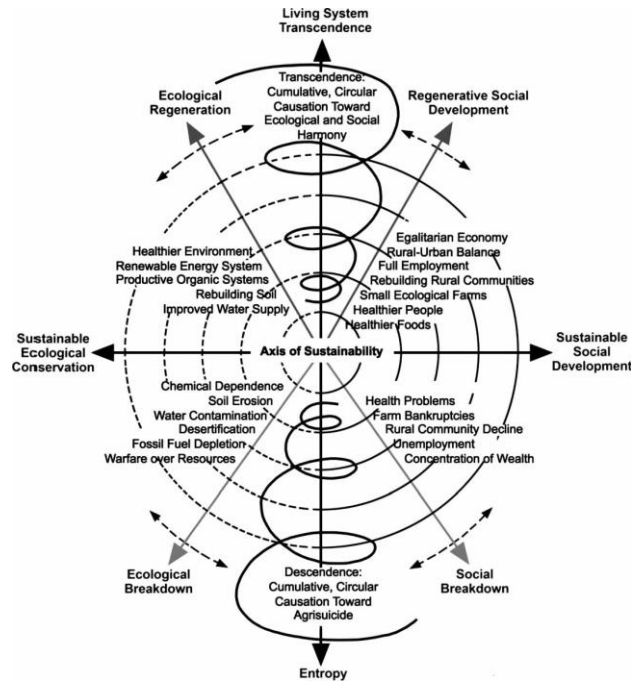 Living System
Transcendence
Ecological
Regeneration
Transcendence:
Cumulative, Circular
Causation Toward
Ecological and Social
Harmony
Regenerative Social
Development
Healthier Environment
Renewable Energy System
Productive Organic Systems
Rebuilding Soil
Improved Water Supply
Egalitarian Economy
Rural-Urban Balance
Full Employment
Rebuilding Rural Communities
Small Ecological Farms
Healthier People
Healthier Foods
Sustainable
Ecological
Conservation
Axis of Sustainability
Sustainable
Social
Development
Chemical Dependence
Soil Erosion
Water Contamination
Desertification
Fossil Fuel Depletion
Warfare over Resources
Health Problems
Farm Bankruptcies
Rural Community Decline
Unemployment
Concentration of Wealth
Ecological
Breakdown
Descendence:
Cumulative, Circular
Causation Toward
Agrisuicide
Social
Breakdown
Entropy